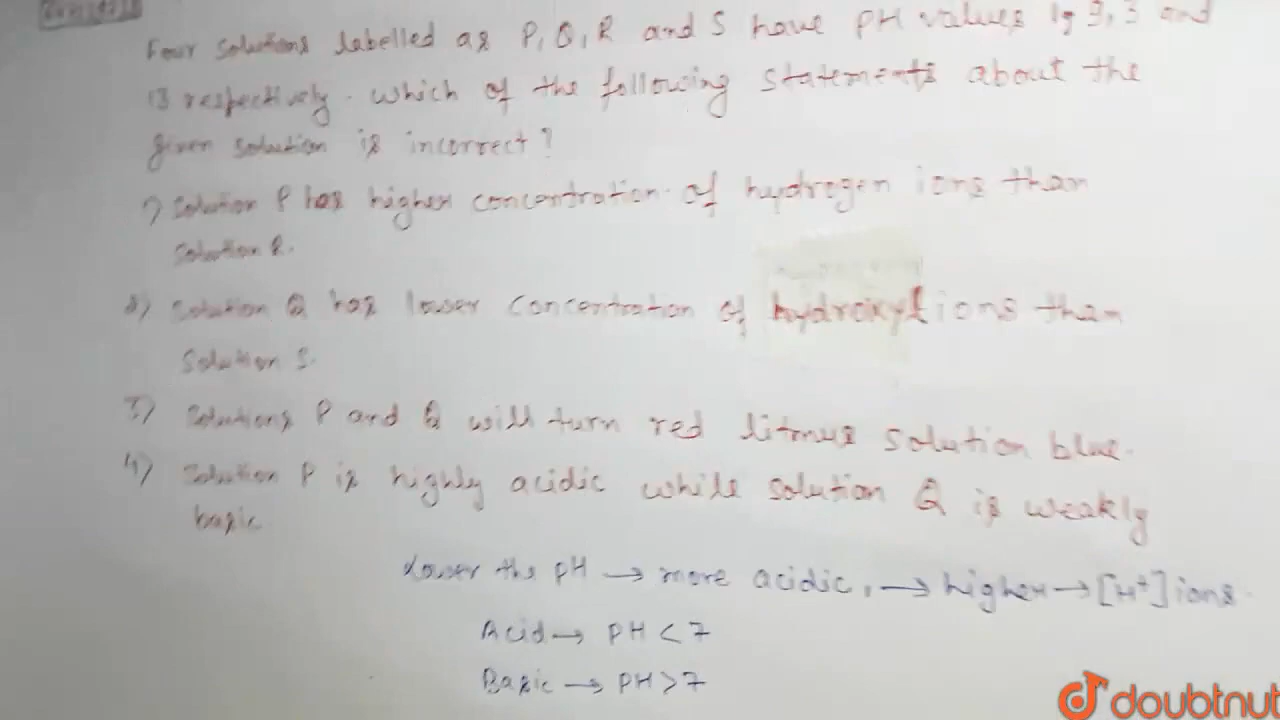 Four solutions labelled as P, Q, R and S have PH values 1, 9, 3 and
13 respectively. which of the following statements about the
given solution is incorrect?
1) solution P has higher concentration of hydrogen ions than
solution R.
2) solution Q has lower concentration of hydroxyl ions than
solution S.
3) solutions P and Q will turn red litmus solution blue.
4) solution P is highly acidic while solution Q is weakly
basic
Lower the pH → more acidic, → higher → [H⁺] ions.
Acid → PH < 7
Basic → PH > 7
doubtnut